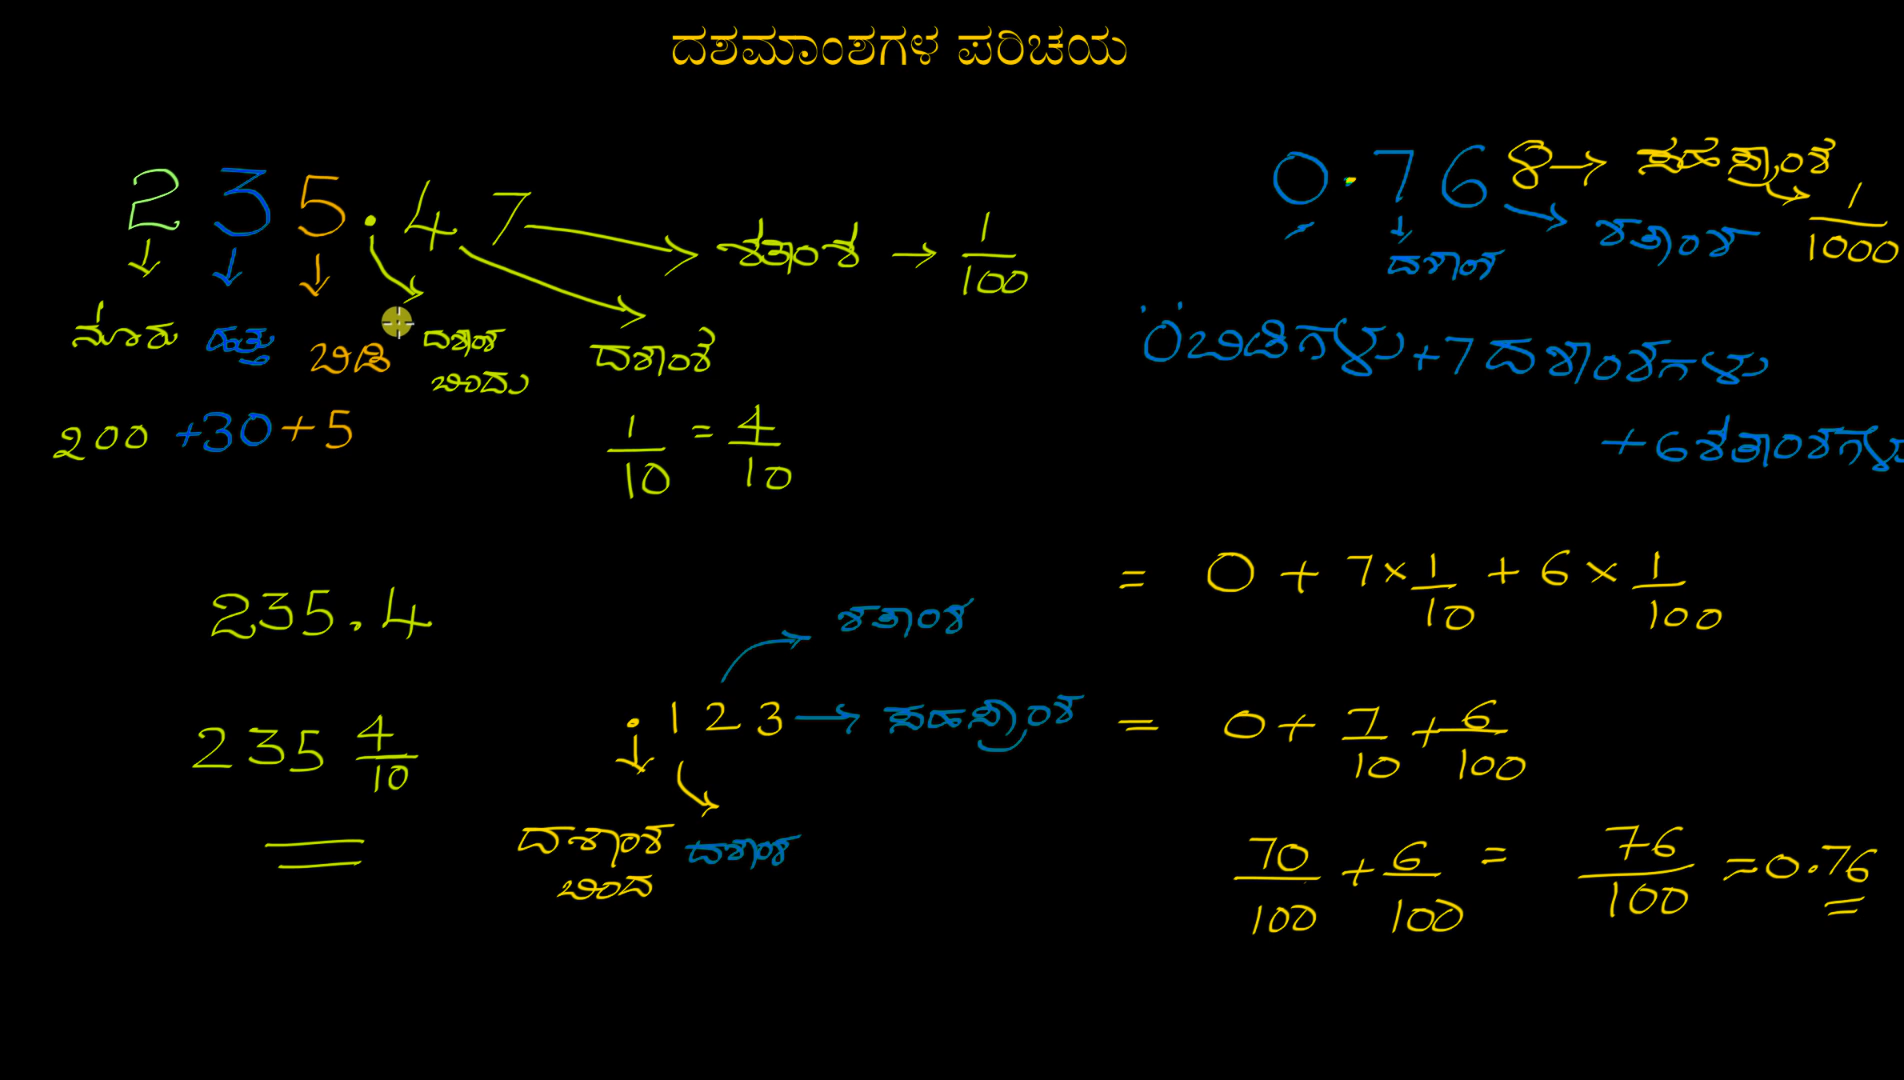 ದಶಮಾಂಶಗಳ ಪರಿಚಯ
2 3 5 . 4 7 → ಶತಾಂಶ → 1/100
ನೂರು ಹತ್ತು ಬಿಡಿ ದಶಾಂಶ ಬಿಂದು ದಶಾಂಶ
200 + 30 + 5
1/10 = 4/10
235.4
235 4/10
. 1 2 3 → ಸಹಸ್ರಾಂಶ
ಶತಾಂಶ
ದಶಾಂಶ ಬಿಂದ ದಶಾಂಶ
0.768 → ಸಹಸ್ರಾಂಶ → 1/1000
ದಶಾಂಶ → ಶತಾಂಶ
0 ಬಿಡಿಗಳು + 7 ದಶಾಂಶಗಳು
+ 6 ಶತಾಂಶಗಳು
= 0 + 7 × 1/10 + 6 × 1/100
= 0 + 7/10 + 6/100
70/100 + 6/100 = 76/100 = 0.76